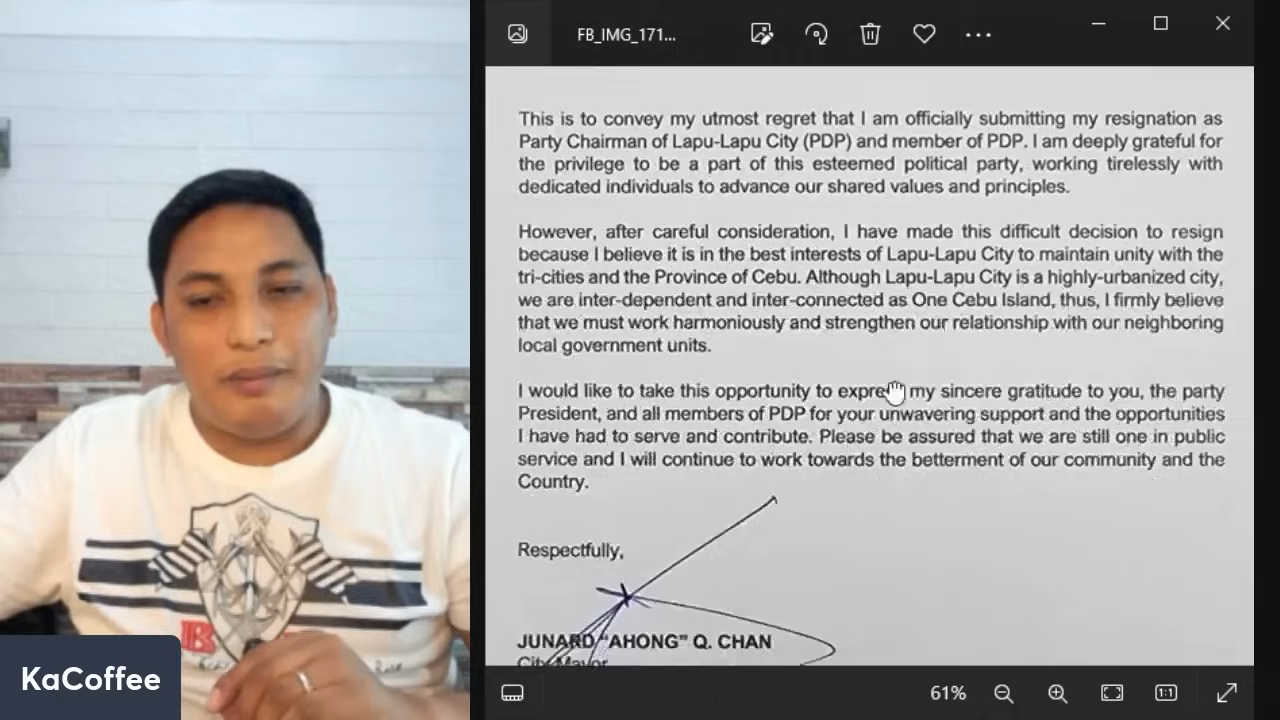 FB_IMG_171...
This is to convey my utmost regret that I am officially submitting my resignation as
Party Chairman of Lapu-Lapu City (PDP) and member of PDP. I am deeply grateful for
the privilege to be a part of this esteemed political party, working tirelessly with
dedicated individuals to advance our shared values and principles.
However, after careful consideration, I have made this difficult decision to resign
because I believe it is in the best interests of Lapu-Lapu City to maintain unity with the
tri-cities and the Province of Cebu. Although Lapu-Lapu City is a highly-urbanized city,
we are inter-dependent and inter-connected as One Cebu Island, thus, I firmly believe
that we must work harmoniously and strengthen our relationship with our neighboring
local government units.
I would like to take this opportunity to express my sincere gratitude to you, the party
President, and all members of PDP for your unwavering support and the opportunities
I have had to serve and contribute. Please be assured that we are still one in public
service and I will continue to work towards the betterment of our community and the
Country.
Respectfully,
JUNARD "AHONG" Q. CHAN
City Mayor
KaCoffee
61%
1:1